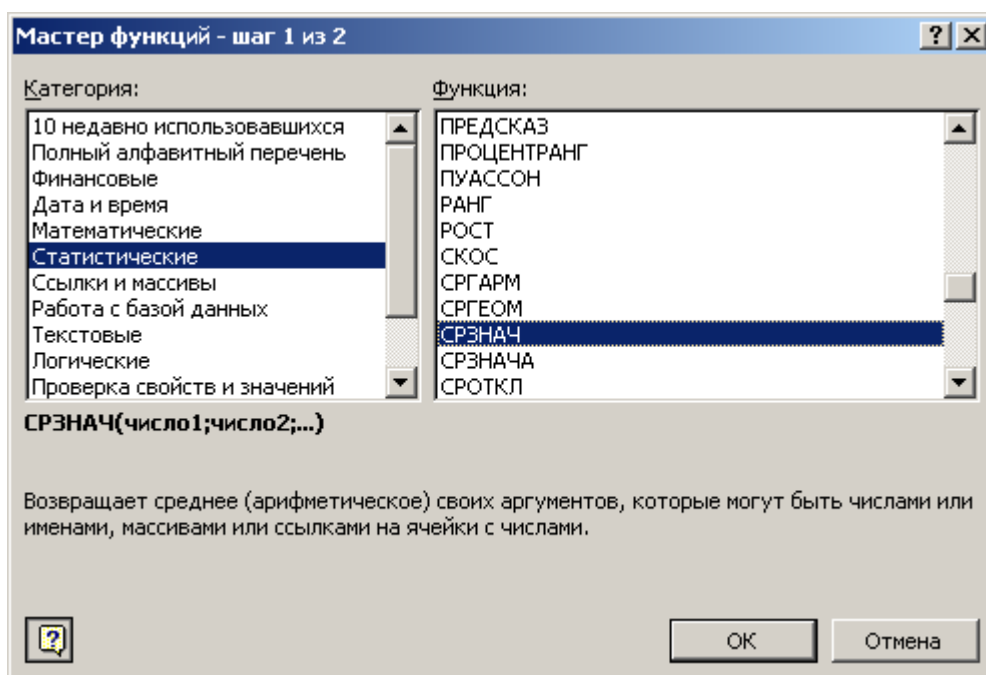 Мастер функций - шаг 1 из 2
Категория:
10 недавно использовавшихся
Полный алфавитный перечень
Финансовые
Дата и время
Математические
Статистические
Ссылки и массивы
Работа с базой данных
Текстовые
Логические
Проверка свойств и значений
Функция:
ПРЕДСКАЗ
ПРОЦЕНТРАНГ
ПУАССОН
РАНГ
РОСТ
СКОС
СРГАРМ
СРГЕОМ
СРЗНАЧ
СРЗНАЧА
СРОТКЛ
СРЗНАЧ(число1;число2;...)
Возвращает среднее (арифметическое) своих аргументов, которые могут быть числами или
именами, массивами или ссылками на ячейки с числами.
OK
Отмена